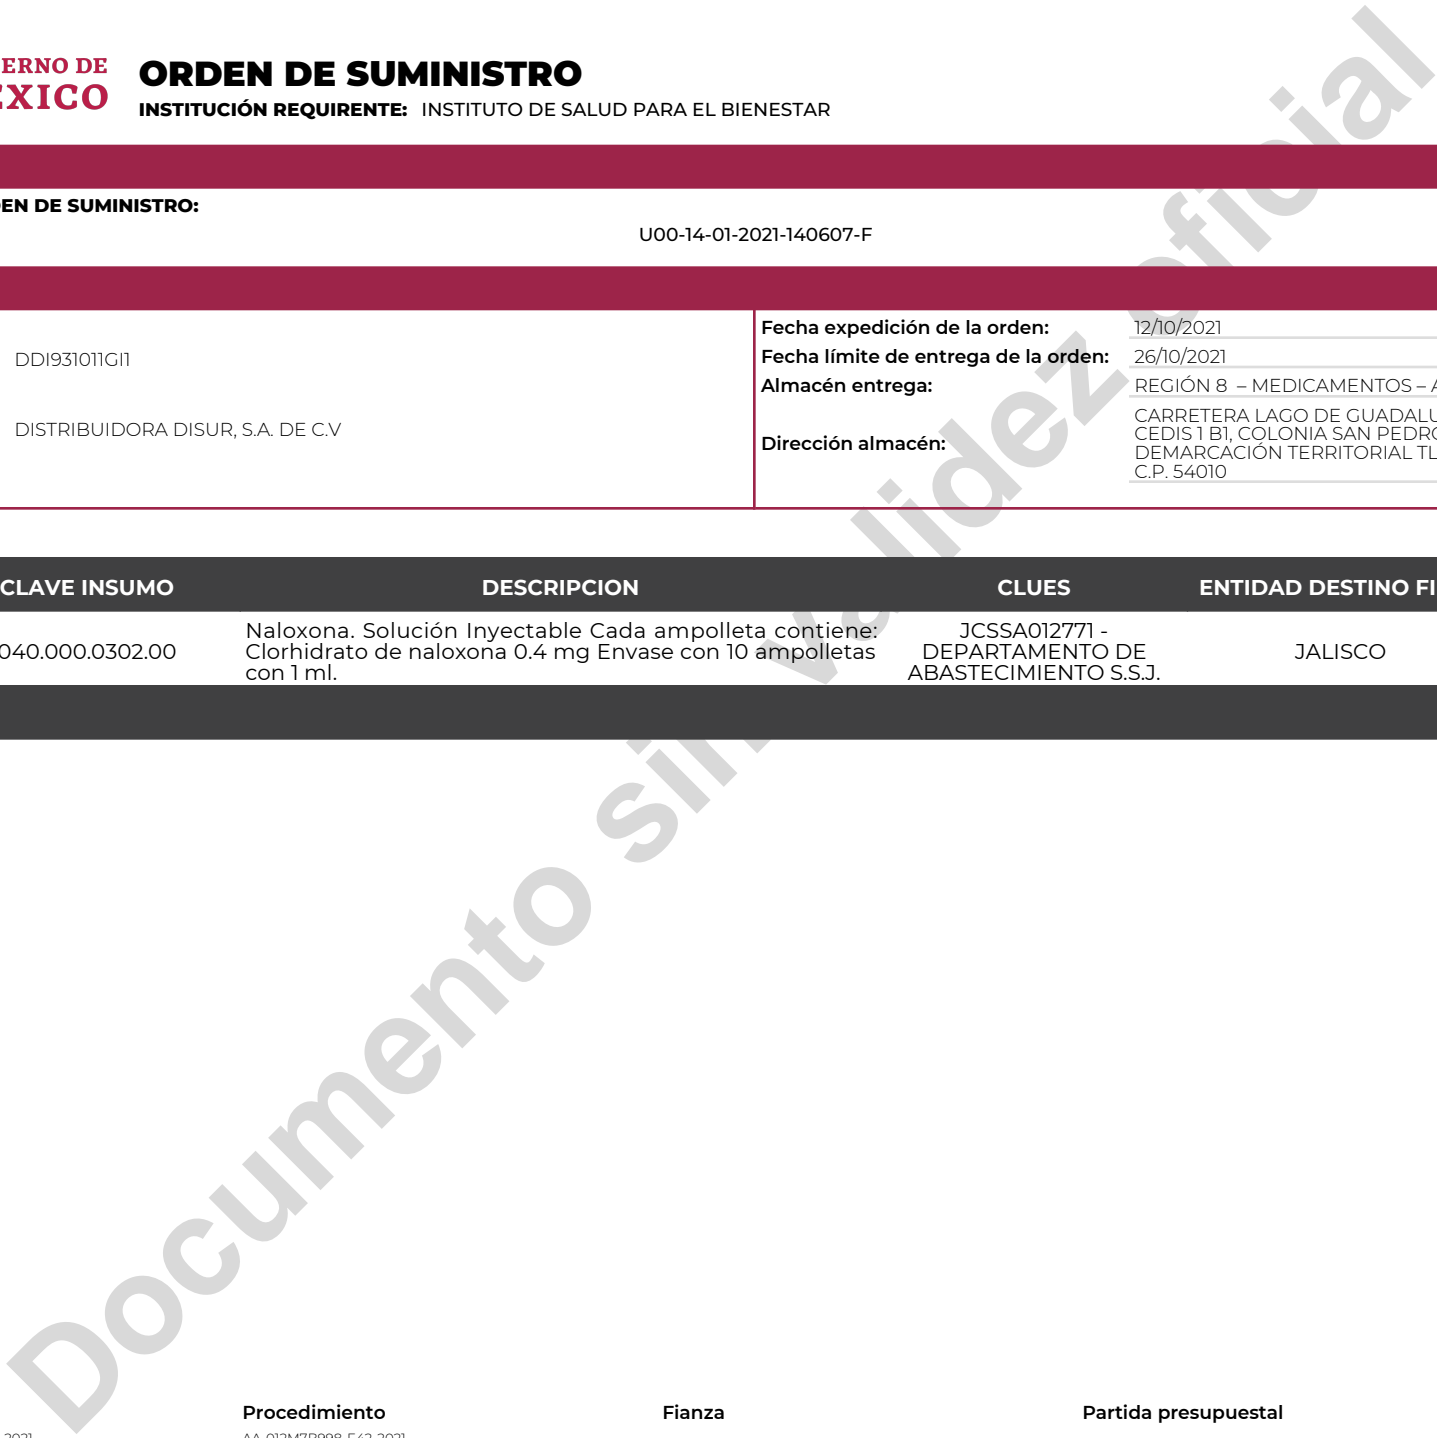 ERNO DE
EXICO
ORDEN DE SUMINISTRO
INSTITUCIÓN REQUIRENTE: INSTITUTO DE SALUD PARA EL BIENESTAR
EN DE SUMINISTRO:
U00-14-01-2021-140607-F
DDI931011GI1
DISTRIBUIDORA DISUR, S.A. DE C.V
Fecha expedición de la orden: 12/10/2021
Fecha límite de entrega de la orden: 26/10/2021
Almacén entrega: REGIÓN 8 – MEDICAMENTOS – A
Dirección almacén:
CARRETERA LAGO DE GUADALU
CEDIS 1 B1, COLONIA SAN PEDRO
DEMARCACIÓN TERRITORIAL TL
C.P. 54010
CLAVE INSUMO DESCRIPCION CLUES ENTIDAD DESTINO FI
040.000.0302.00
Naloxona. Solución Inyectable Cada ampolleta contiene:
Clorhidrato de naloxona 0.4 mg Envase con 10 ampolletas
con 1 ml.
JCSSA012771 -
DEPARTAMENTO DE
ABASTECIMIENTO S.S.J.
JALISCO
Documento sin validez oficial
Procedimiento Fianza Partida presupuestal